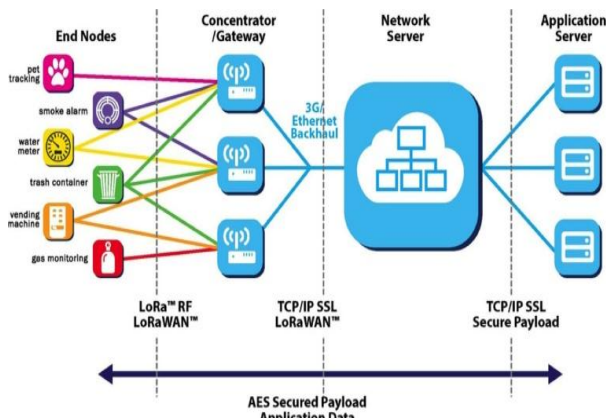 End Nodes
Concentrator
/Gateway
Network
Server
Application
Server
pet
tracking
smoke alarm
water
meter
trash container
vending
machine
gas monitoring
3G/
Ethernet
Backhaul
LoRa™ RF
LoRaWAN™
TCP/IP SSL
LoRaWAN™
TCP/IP SSL
Secure Payload
AES Secured Payload
Application Data